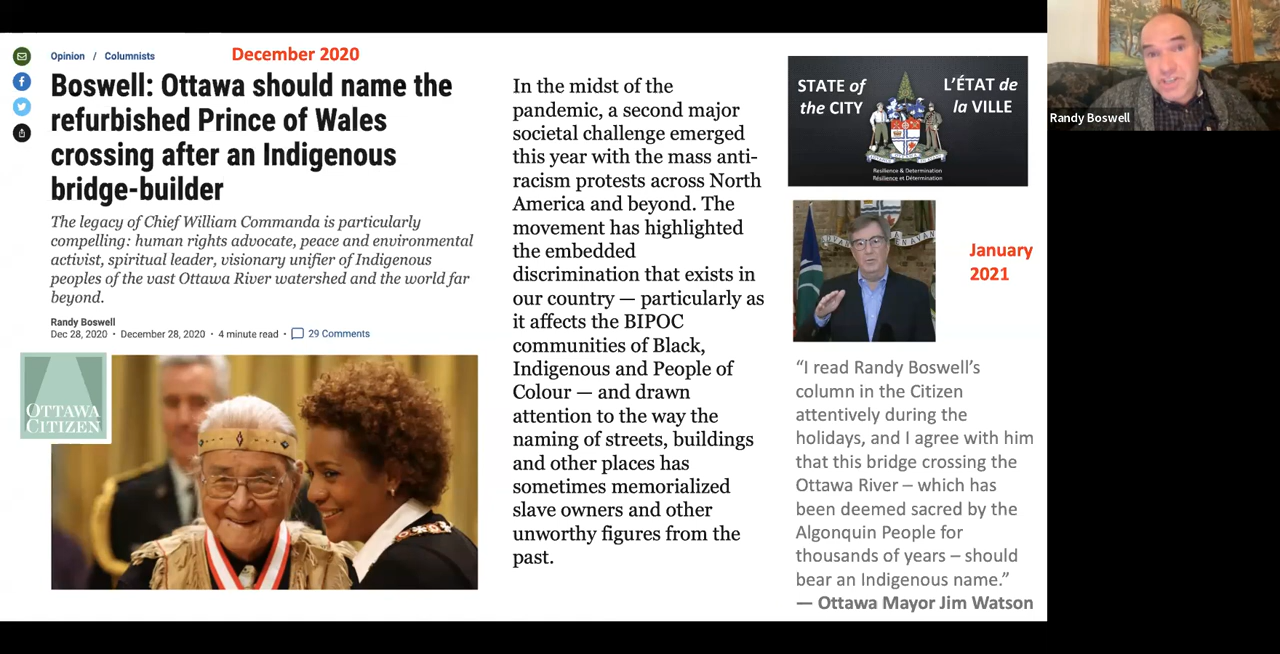 Opinion / Columnists
December 2020
Boswell: Ottawa should name the
refurbished Prince of Wales
crossing after an Indigenous
bridge-builder
The legacy of Chief William Commanda is particularly
compelling: human rights advocate, peace and environmental
activist, spiritual leader, visionary unifier of Indigenous
peoples of the vast Ottawa River watershed and the world far
beyond.
Randy Boswell
Dec 28, 2020 • December 28, 2020 • 4 minute read • 29 Comments
OTTAWA
CITIZEN
In the midst of the
pandemic, a second major
societal challenge emerged
this year with the mass anti-
racism protests across North
America and beyond. The
movement has highlighted
the embedded
discrimination that exists in
our country — particularly as
it affects the BIPOC
communities of Black,
Indigenous and People of
Colour — and drawn
attention to the way the
naming of streets, buildings
and other places has
sometimes memorialized
slave owners and other
unworthy figures from the
past.
STATE of
the CITY
L’ÉTAT de
la VILLE
Resilience & Determination
Résilience et Détermination
January
2021
“I read Randy Boswell’s
column in the Citizen
attentively during the
holidays, and I agree with him
that this bridge crossing the
Ottawa River – which has
been deemed sacred by the
Algonquin People for
thousands of years – should
bear an Indigenous name.”
— Ottawa Mayor Jim Watson
Randy Boswell